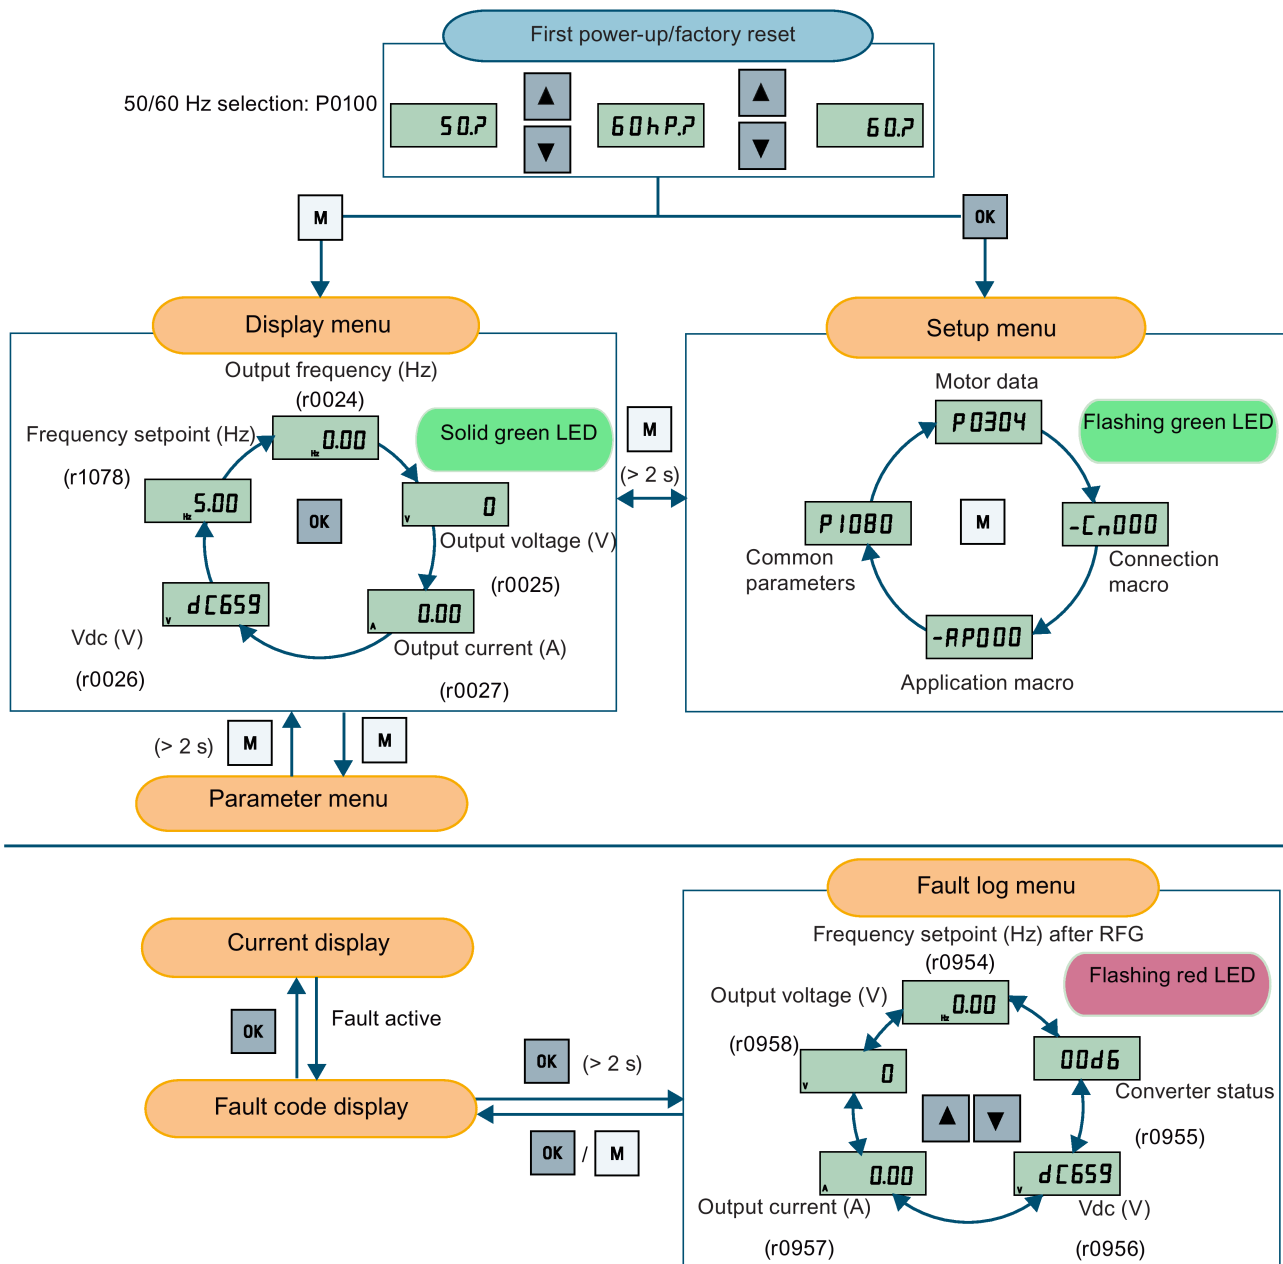 First power-up/factory reset
50/60 Hz selection: P0100
50.?
60hP.?
60.?
M
OK
Display menu
Output frequency (Hz)
(r0024)
Hz 0.00
Solid green LED
Frequency setpoint (Hz)
(r1078)
Hz 5.00
OK
V 0
Output voltage (V)
(r0025)
V dC659
Vdc (V)
(r0026)
A 0.00
Output current (A)
(r0027)
M
(> 2 s)
Setup menu
Motor data
P0304
Flashing green LED
P1080
Common
parameters
M
-Cn000
Connection
macro
-AP000
Application macro
(> 2 s)
M
M
Parameter menu
Current display
OK
Fault active
Fault code display
OK
(> 2 s)
OK / M
Fault log menu
Frequency setpoint (Hz) after RFG
(r0954)
Hz 0.00
Flashing red LED
Output voltage (V)
(r0958)
V 0
00d6
Converter status
(r0955)
A 0.00
Output current (A)
(r0957)
V dC659
Vdc (V)
(r0956)